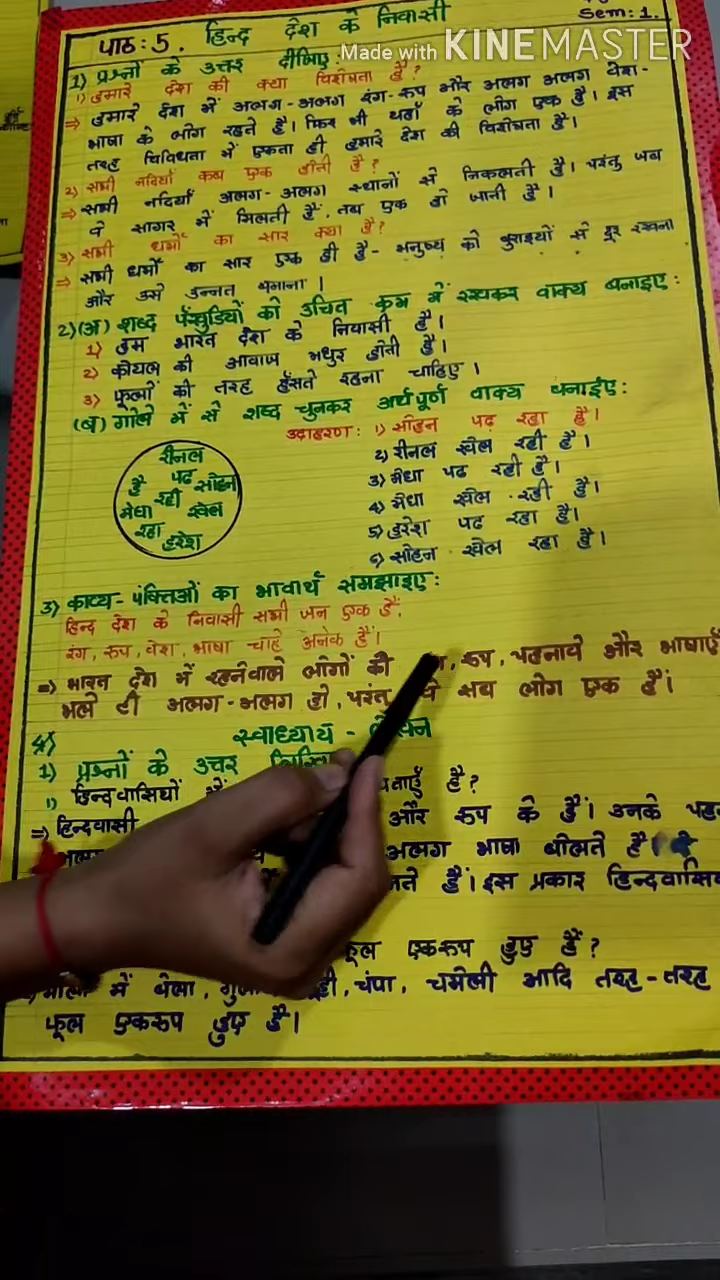 पाठ: 5. हिन्द देश के निवासी
Sem: 1.
Made with KINEMASTER
1) प्रश्नों के उत्तर दीजिए:
1) हमारे देश की क्या विशेषता है?
⇒ हमारे देश में अलग-अलग रंग-रूप और अलग अलग वेश-
भाषा के लोग रहते है। फिर भी यहाँ के लोग एक है। इस
तरह विविधता में एकता ही हमारे देश की विशेषता है।
2) सभी नदियाँ कब एक होती है?
⇒ सभी नदियाँ अलग-अलग स्थानों से निकलती है। परंतु जब
वे सागर में मिलती हैं, तब एक हो जाती है।
3) सभी धर्मों का सार क्या है?
⇒ सभी धर्मों का सार एक ही है- मनुष्य को बुराइयों से दूर रखना
और उसे उन्नत बनाना।
2)(अ) शब्द पँखुडियों को उचित क्रम में रखकर वाक्य बनाइए:
1) हम भारत देश के निवासी हैं।
2) कोयल की आवाज मधुर होती है।
3) फूलों की तरह हँसते रहना चाहिए।
(ब) गोले में से शब्द चुनकर अर्थपूर्ण वाक्य बनाईए:
उदाहरण: 1) सोहन पढ़ रहा है।
रीनल
2) रीनल खेल रही है।
है पढ सोहन
3) मेधा पढ रही है।
मेधा रही खेल
4) मेधा खेल रही है।
रहा
5) हरेश पढ रहा है।
हरेश
6) सोहन खेल रहा है।
3) काव्य-पंक्तिओं का भावार्थ समझाइए:
हिन्द देश के निवासी सभी जन एक है,
रंग, रूप, वेश, भाषा चाहे अनेक है।
⇒ भारत देश में रहनेवाले लोगों की रूप, पहनावे और भाषाएँ
भले ही अलग-अलग हो, परंतु सब लोग एक हैं।
स्वाध्याय -
1) प्रश्नों के उत्तर
1) हिन्दवासियों है?
⇒ हिन्दवासी और रूप के हैं। उनके
अलग भाषा बोलते है। वे
हैं। इस प्रकार
फूल एकरूप हुए हैं?
में बेला, चंपा, चमेली आदि तरह-तरह
फूल एकरूप हुए है।